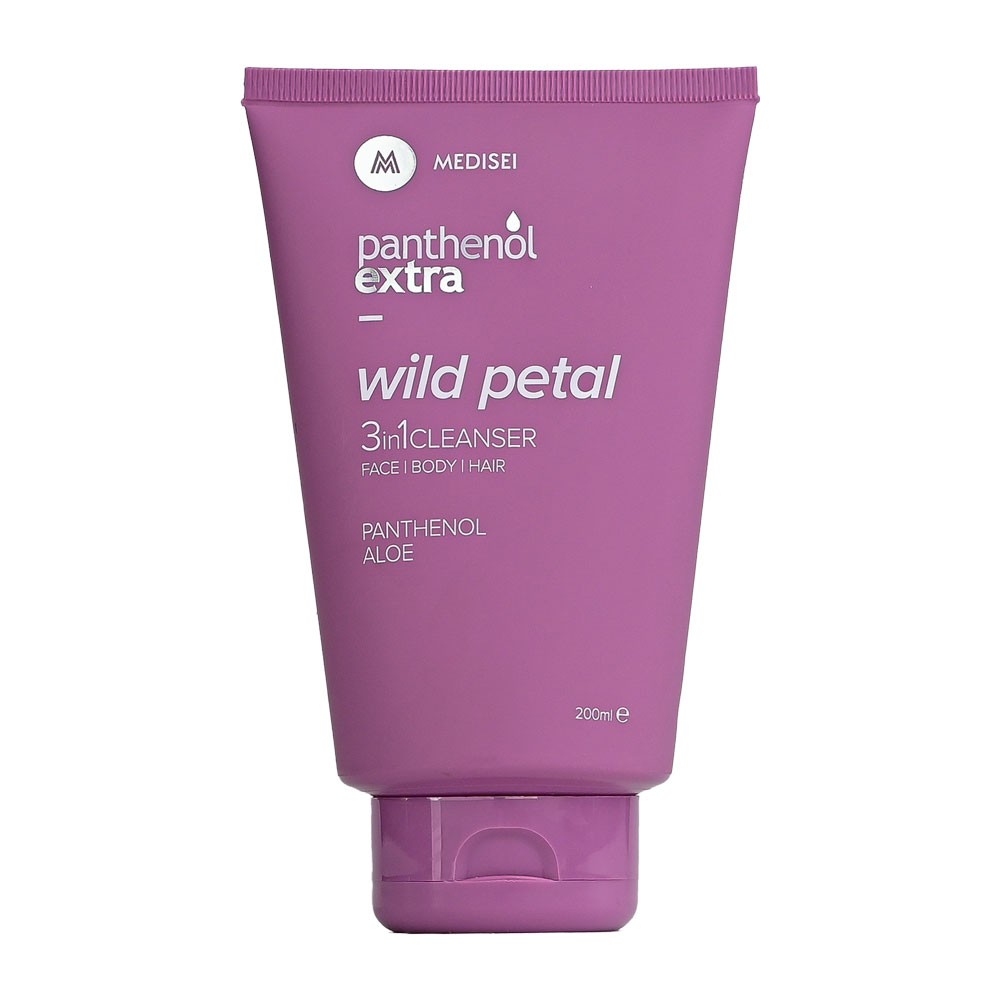 M MEDISEI
panthenol
extra
wild petal
3in1CLEANSER
FACE | BODY | HAIR
PANTHENOL
ALOE
200ml ℮